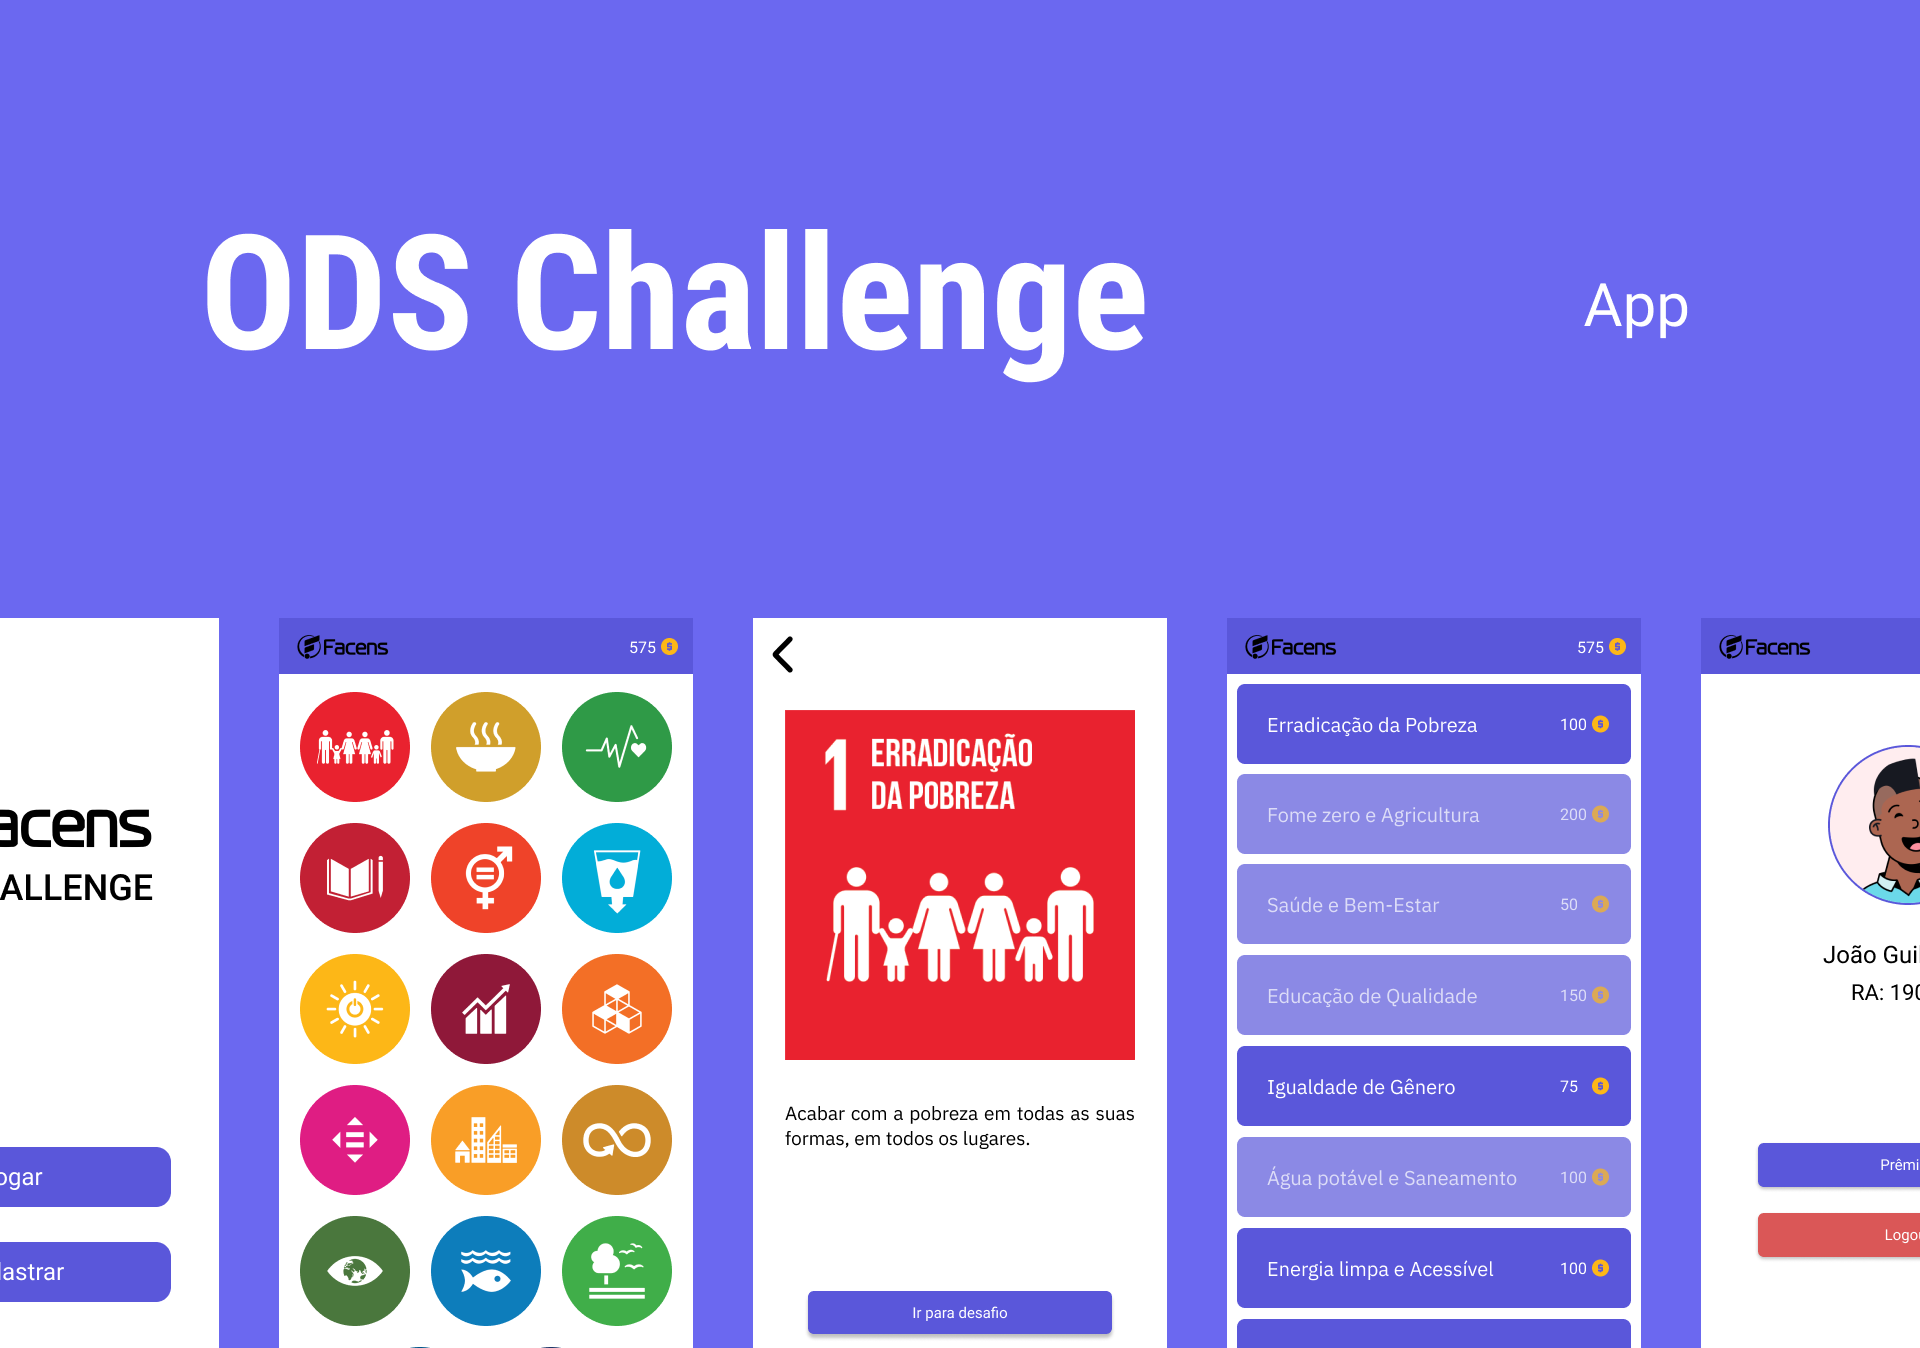 ODS Challenge
App
acens
ALLENGE
ogar
lastrar
Facens
575
1 ERRADICAÇÃO
DA POBREZA
Acabar com a pobreza em todas as suas
formas, em todos os lugares.
Ir para desafio
Facens
575
Erradicação da Pobreza 100
Fome zero e Agricultura 200
Saúde e Bem-Estar 50
Educação de Qualidade 150
Igualdade de Gênero 75
Água potável e Saneamento 100
Energia limpa e Acessível 100
Facens
João Gui
RA: 190
Prêmi
Logo